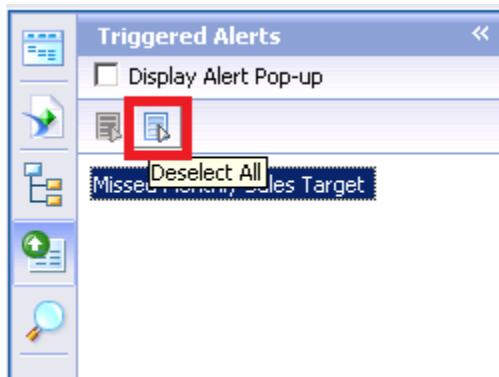 Triggered Alerts
Display Alert Pop-up
Deselect All
Missed Sales Target